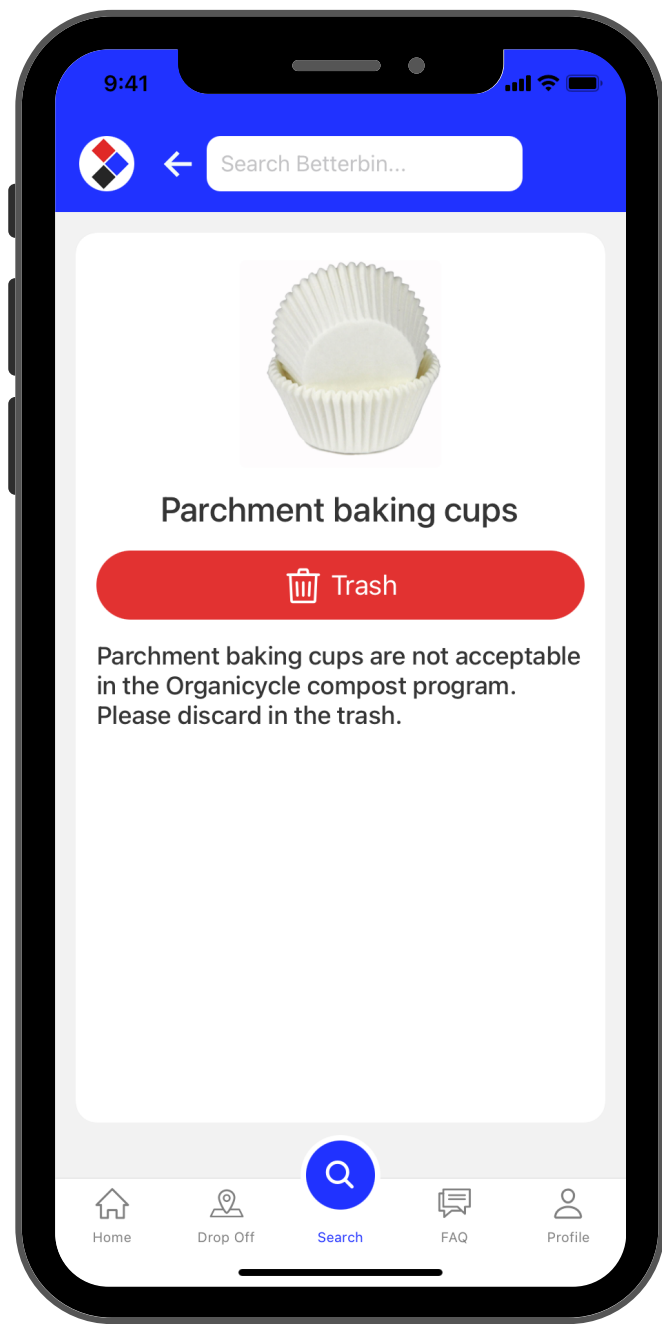 9:41
Search Betterbin...
Parchment baking cups
Trash
Parchment baking cups are not acceptable
in the Organicycle compost program.
Please discard in the trash.
Home
Drop Off
Search
FAQ
Profile